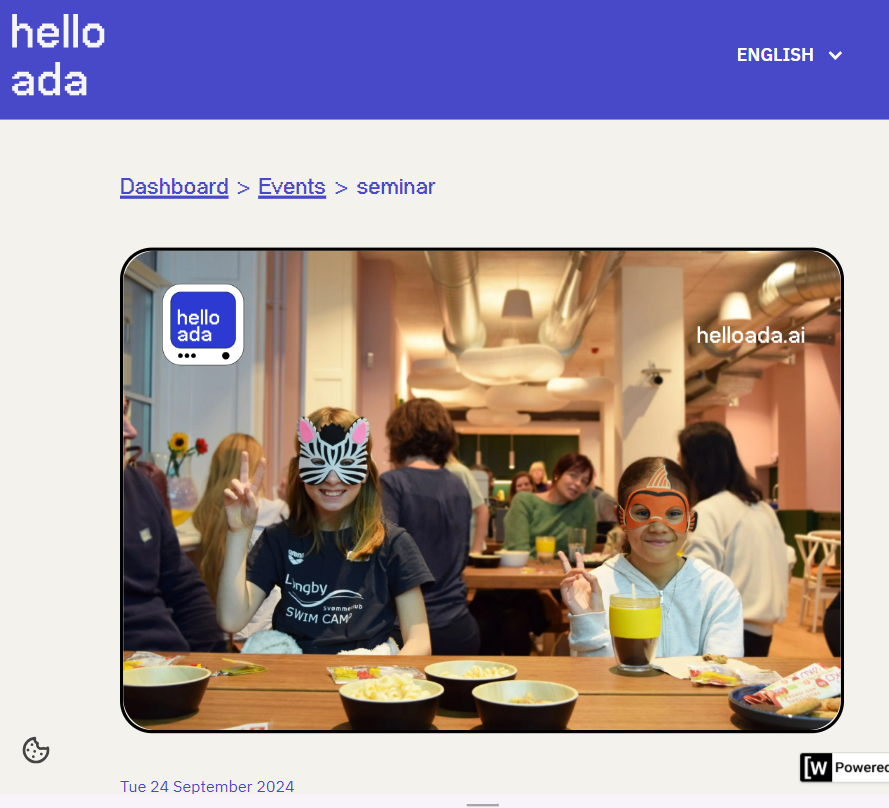 hello
ada
ENGLISH
Dashboard > Events > seminar
hello
ada
helloada.ai
arena
Lyngby
Svømmeklub
SWIM CAMP
[W Powered
Tue 24 September 2024